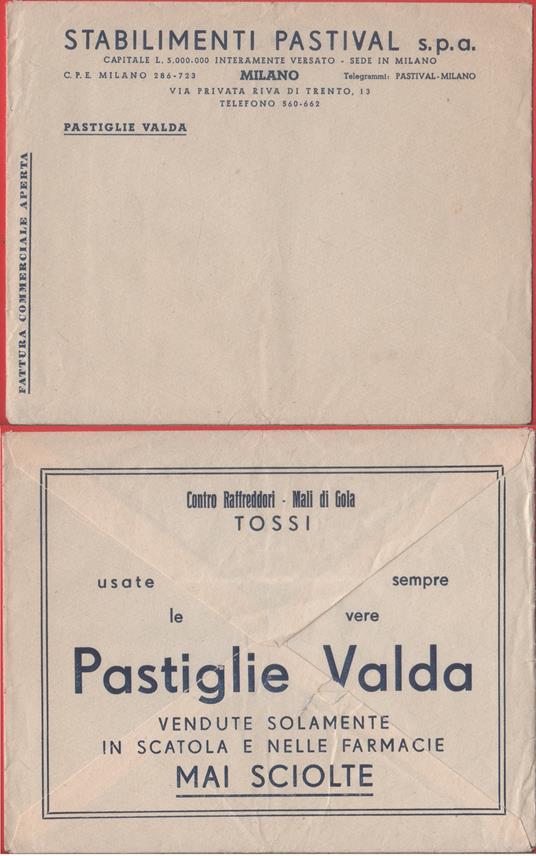 STABILIMENTI PASTIVAL s.p.a.
CAPITALE L. 5.000.000 INTERAMENTE VERSATO - SEDE IN MILANO
C. P. E. MILANO 286-723 MILANO Telegrammi: PASTIVAL-MILANO
VIA PRIVATA RIVA DI TRENTO, 13
TELEFONO 560-662
PASTIGLIE VALDA
FATTURA COMMERCIALE APERTA
Contro Raffreddori - Mali di Gola
TOSSI
usate sempre
le vere
Pastiglie Valda
VENDUTE SOLAMENTE
IN SCATOLA E NELLE FARMACIE
MAI SCIOLTE